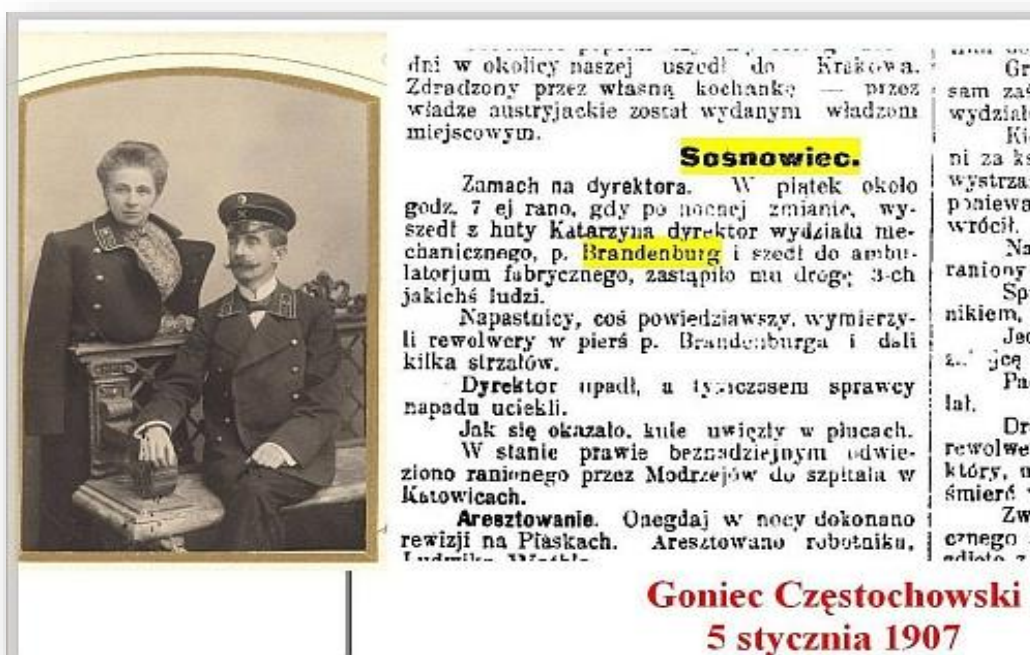 dni w okolicy naszej uszedł do Krakowa.
Zdradzony przez własną kochankę — przez
władze austryjackie został wydanym władzom
miejscowym.
Sosnowiec.
Zamach na dyrektora. W piątek około
godz. 7 ej rano, gdy po nocnej zmianie, wy-
szedł z huty Katarzyna dyrektor wydziału me-
chanicznego, p. Brandenburg i szedł do ambu-
latorjum fabrycznego, zastąpiło mu drogę 3-ch
jakichś ludzi.
Napastnicy, coś powiedziawszy, wymierzy-
li rewolwery w pierś p. Brandenburga i dali
kilka strzałów.
Dyrektor upadł, a tymczasem sprawcy
napadu uciekli.
Jak się okazało, kule uwięzły w płucach.
W stanie prawie beznadziejnym odwie-
ziono ranionego przez Modrzejów do szpitala w
Katowicach.
Aresztowanie. Onegdaj w nocy dokonano
rewizji na Piaskach. Aresztowano robotnika,
Gr
sam zaś
wydział
Ki
ni za ks
wystrza
poniewa
wrócił.
Na
raniony
Sp
nikiem,
Jed
Pa
lat.
Dr
rewolwe
który, u
śmierć
Zw
cznego
Goniec Częstochowski
5 stycznia 1907